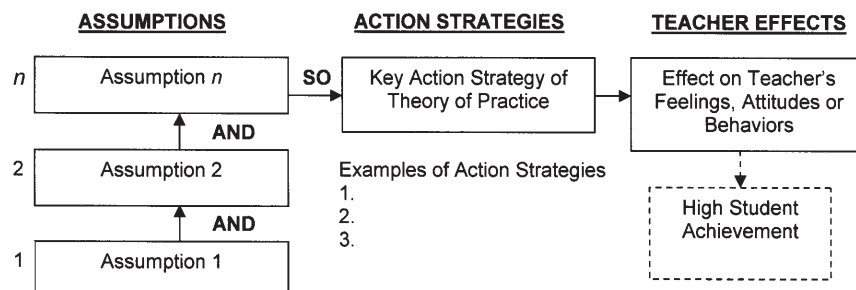 ASSUMPTIONS
ACTION STRATEGIES
TEACHER EFFECTS
n
Assumption n
SO
Key Action Strategy of
Theory of Practice
Effect on Teacher's
Feelings, Attitudes or
Behaviors
AND
2
Assumption 2
AND
1
Assumption 1
Examples of Action Strategies
1.
2.
3.
High Student
Achievement